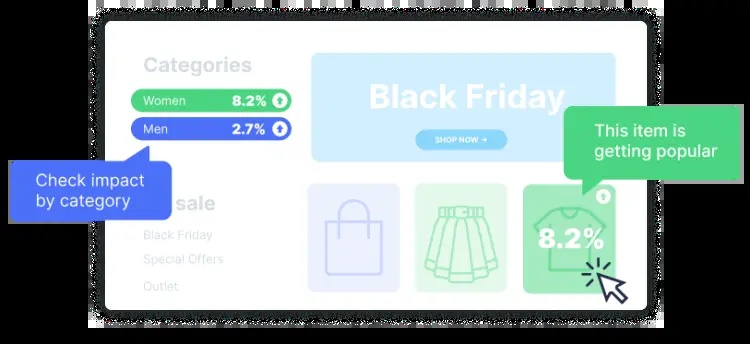 Categories
Women 8.2%
Men 2.7%
Check impact
by category
sale
Black Friday
Special Offers
Outlet
Black Friday
SHOP NOW →
This item is
getting popular
8.2%